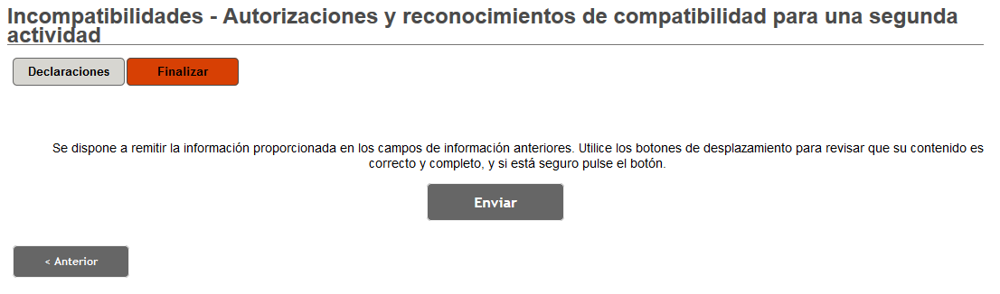 Incompatibilidades - Autorizaciones y reconocimientos de compatibilidad para una segunda
actividad
Declaraciones
Finalizar
Se dispone a remitir la información proporcionada en los campos de información anteriores. Utilice los botones de desplazamiento para revisar que su contenido es
correcto y completo, y si está seguro pulse el botón.
Enviar
< Anterior